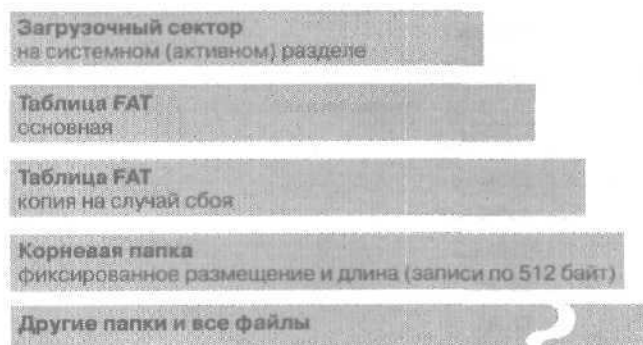 Загрузочный сектор
на системном (активном) разделе
Таблица FAT
основная
Таблица FAT
копия на случай сбоя
Корневая папка
фиксированное размещение и длина (записи по 512 байт)
Другие папки и все файлы